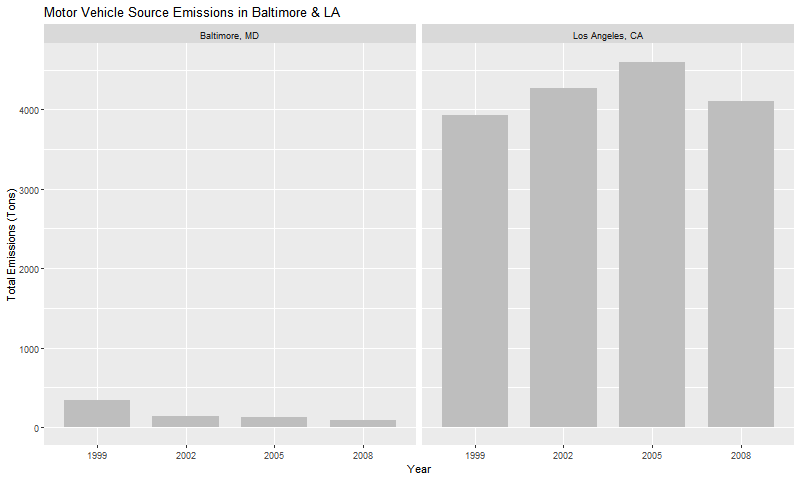 Motor Vehicle Source Emissions in Baltimore & LA
Baltimore, MD
Los Angeles, CA
Total Emissions (Tons)
4000
3000
2000
1000
0
1999 2002 2005 2008
1999 2002 2005 2008
Year